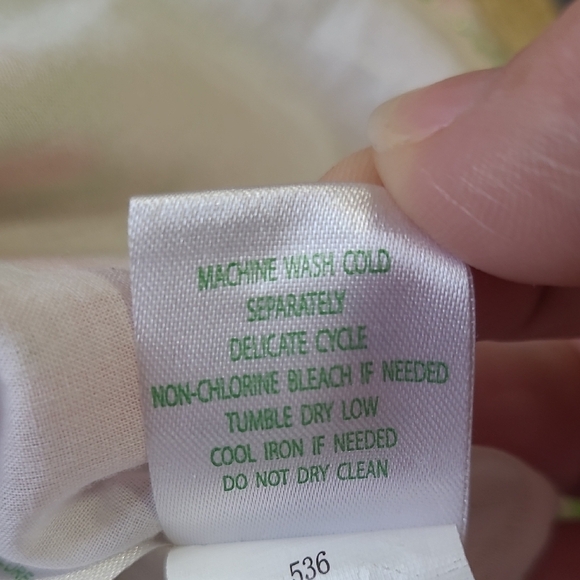 MACHINE WASH COLD
SEPARATELY
DELICATE CYCLE
NON-CHLORINE BLEACH IF NEEDED
TUMBLE DRY LOW
COOL IRON IF NEEDED
DO NOT DRY CLEAN
536